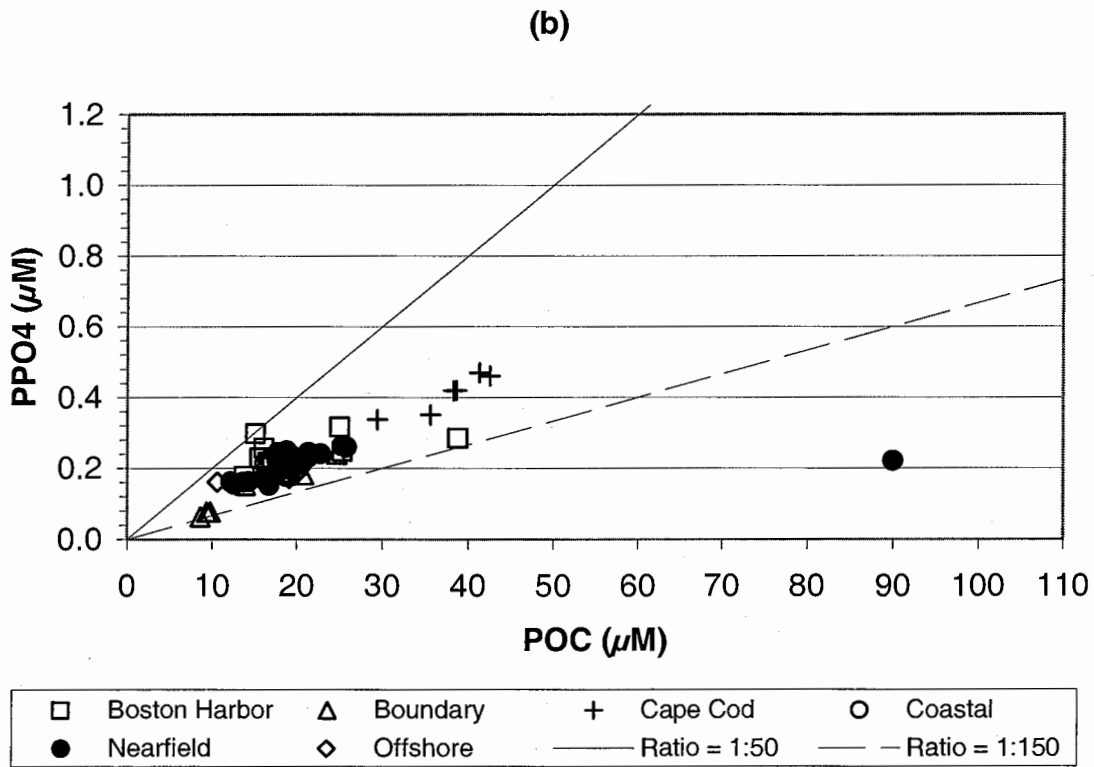 (b)
1.2
1.0
0.8
0.6
0.4
0.2
0.0
PPO4 (µM)
0 10 20 30 40 50 60 70 80 90 100 110
POC (µM)
Boston Harbor Boundary Cape Cod Coastal
Nearfield Offshore Ratio = 1:50 Ratio = 1:150